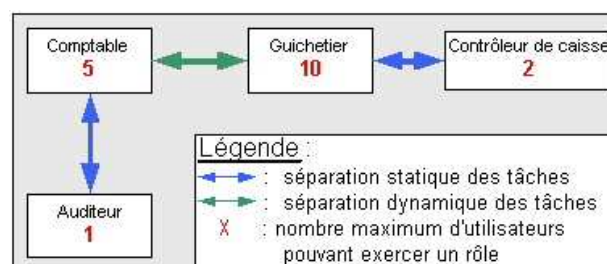 Comptable
5
Guichetier
10
Contrôleur de caisse
2
Auditeur
1
Légende :
: séparation statique des tâches
: séparation dynamique des tâches
X : nombre maximum d'utilisateurs
pouvant exercer un rôle